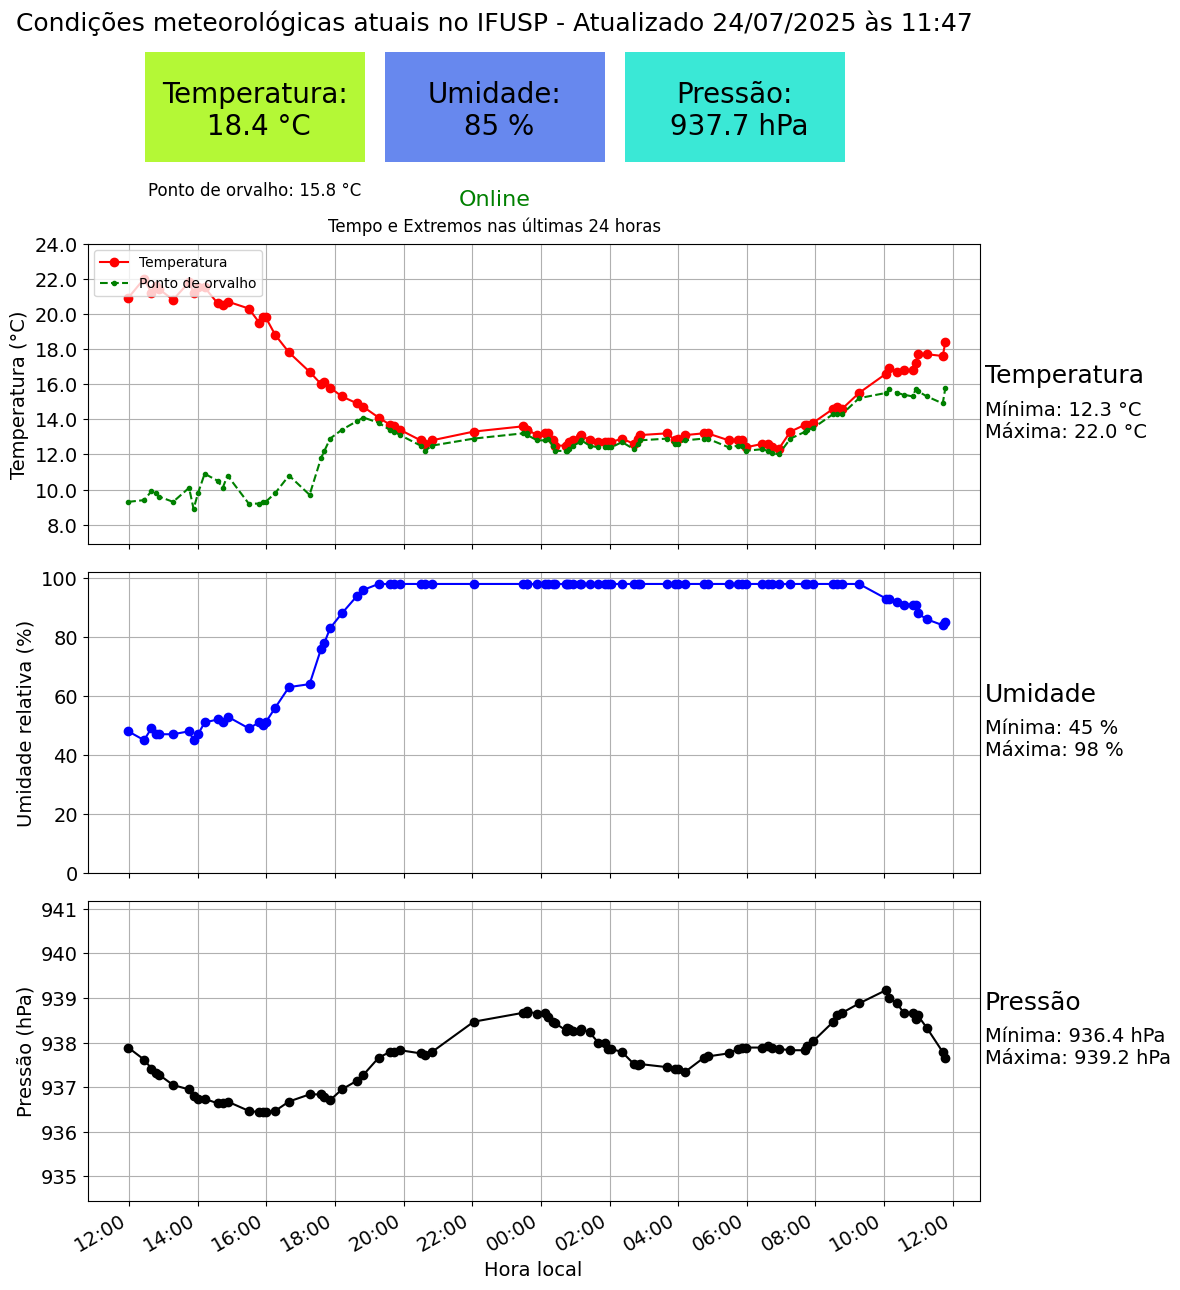 Condições meteorológicas atuais no IFUSP - Atualizado 24/07/2025 às 11:47
Temperatura:
18.4 °C
Umidade:
85 %
Pressão:
937.7 hPa
Ponto de orvalho: 15.8 °C
Online
Tempo e Extremos nas últimas 24 horas
Temperatura (°C)
24.0
22.0
20.0
18.0
16.0
14.0
12.0
10.0
8.0
Temperatura
Ponto de orvalho
Temperatura
Mínima: 12.3 °C
Máxima: 22.0 °C
Umidade relativa (%)
100
80
60
40
20
0
Umidade
Mínima: 45 %
Máxima: 98 %
Pressão (hPa)
941
940
939
938
937
936
935
Pressão
Mínima: 936.4 hPa
Máxima: 939.2 hPa
12:00
14:00
16:00
18:00
20:00
22:00
00:00
02:00
04:00
06:00
08:00
10:00
12:00
Hora local